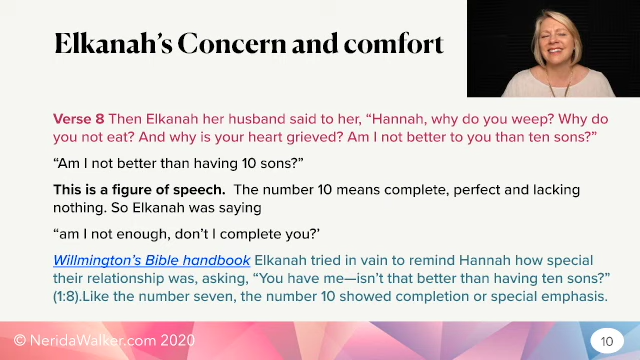 Elkanah’s Concern and comfort
Verse 8 Then Elkanah her husband said to her, “Hannah, why do you weep? Why do
you not eat? And why is your heart grieved? Am I not better to you than ten sons?”
“Am I not better than having 10 sons?”
This is a figure of speech.  The number 10 means complete, perfect and lacking
nothing. So Elkanah was saying
“am I not enough, don’t I complete you?’
Willmington’s Bible handbook Elkanah tried in vain to remind Hannah how special
their relationship was, asking, “You have me—isn’t that better than having ten sons?”
(1:8).Like the number seven, the number 10 showed completion or special emphasis.
© NeridaWalker.com 2020
10